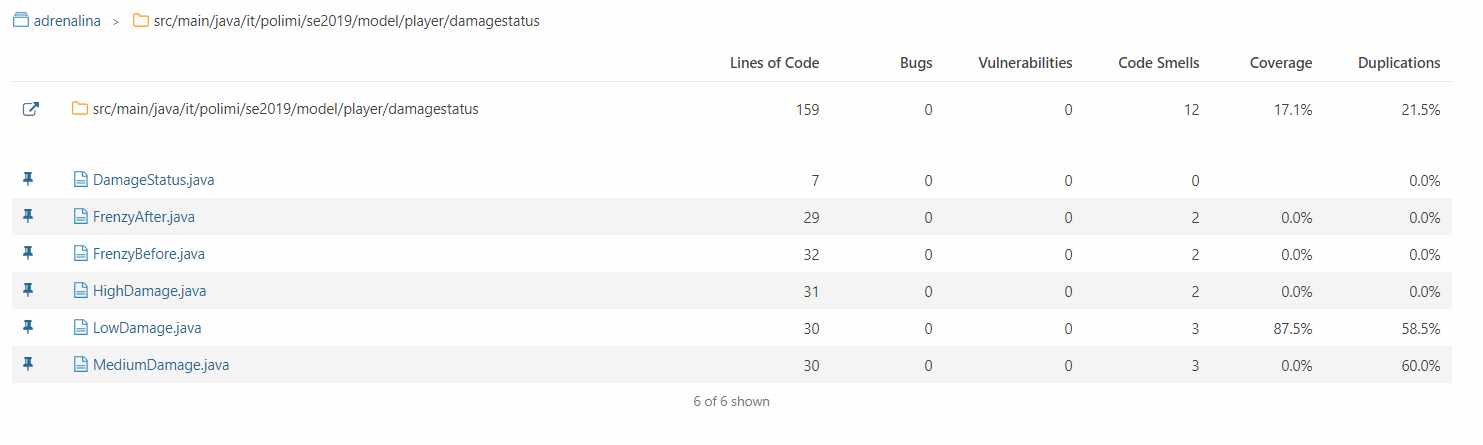 adrenalina > src/main/java/it/polimi/se2019/model/player/damagestatus
Lines of Code Bugs Vulnerabilities Code Smells Coverage Duplications
src/main/java/it/polimi/se2019/model/player/damagestatus 159 0 0 12 17.1% 21.5%
DamageStatus.java 7 0 0 0 0.0%
FrenzyAfter.java 29 0 0 2 0.0% 0.0%
FrenzyBefore.java 32 0 0 2 0.0% 0.0%
HighDamage.java 31 0 0 2 0.0% 0.0%
LowDamage.java 30 0 0 3 87.5% 58.5%
MediumDamage.java 30 0 0 3 0.0% 60.0%
6 of 6 shown